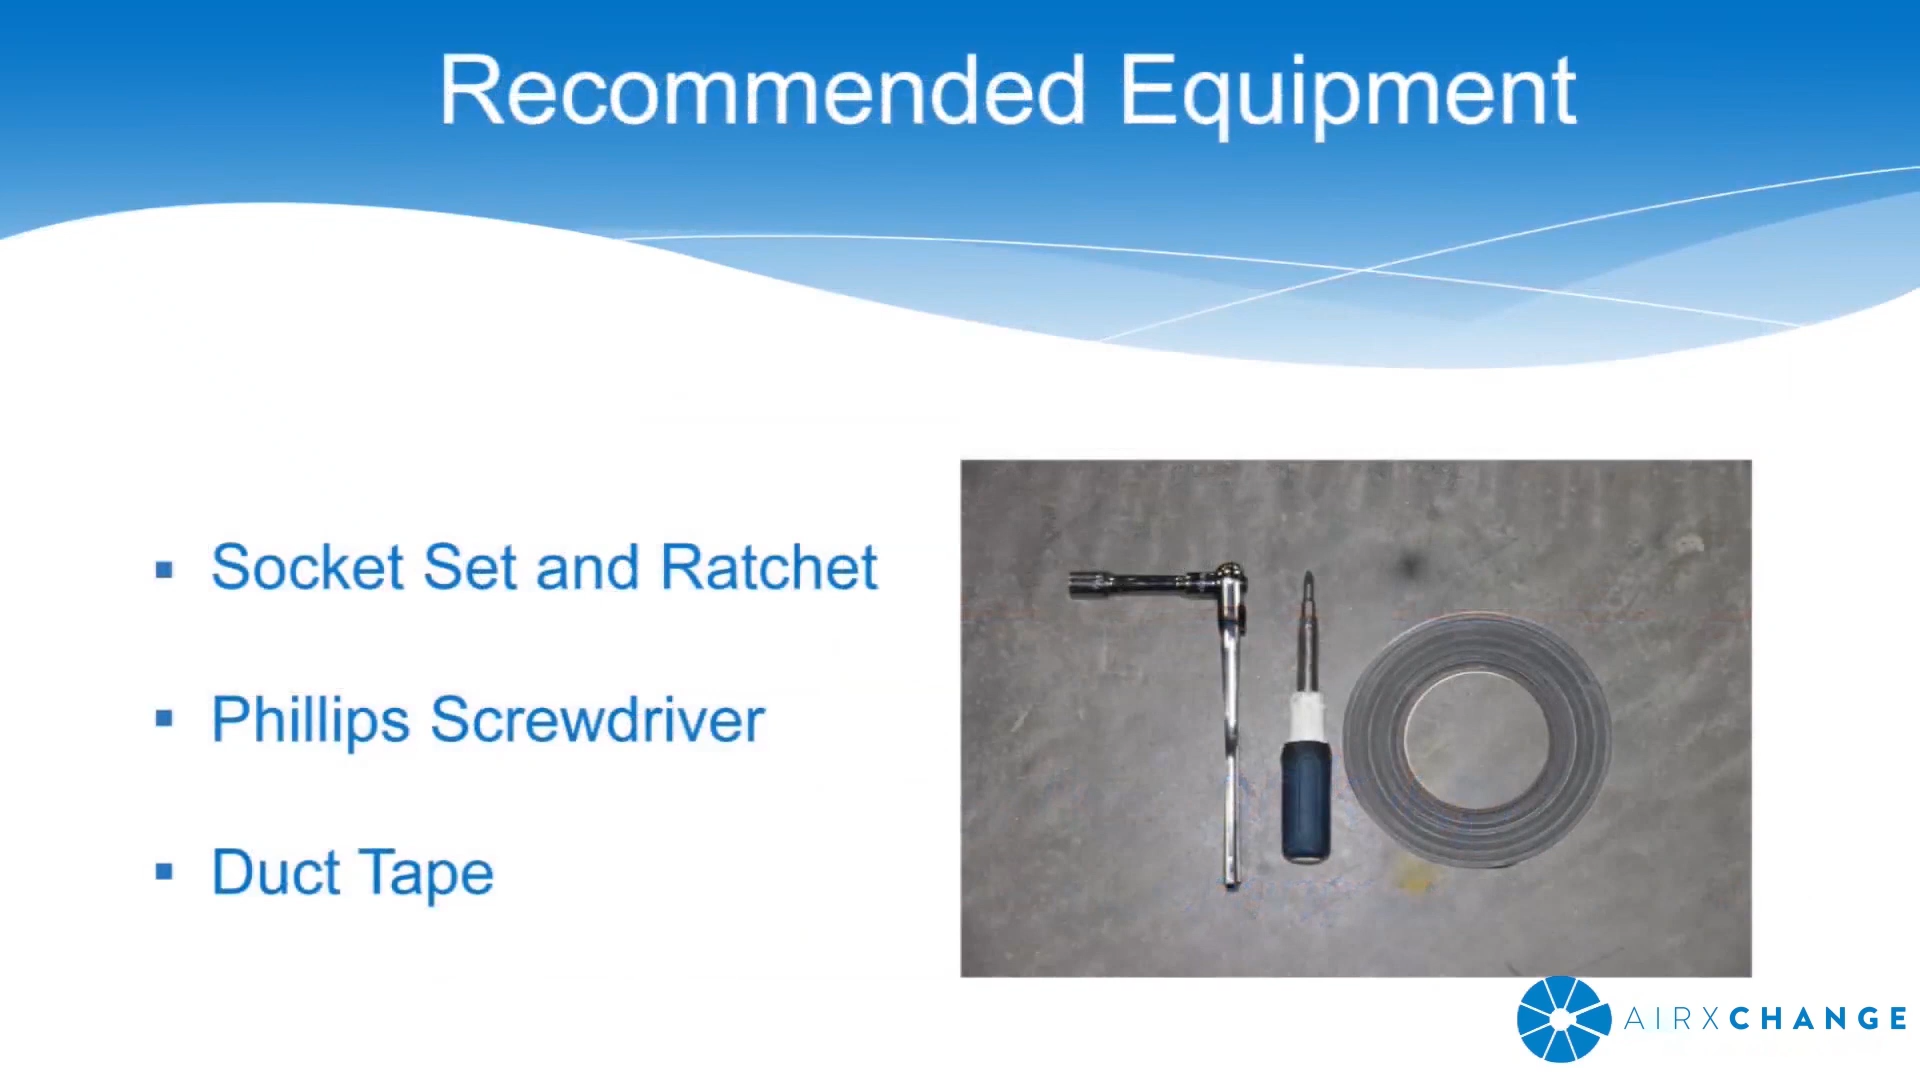 Recommended Equipment
▪ Socket Set and Ratchet
▪ Phillips Screwdriver
▪ Duct Tape
AIRXCHANGE